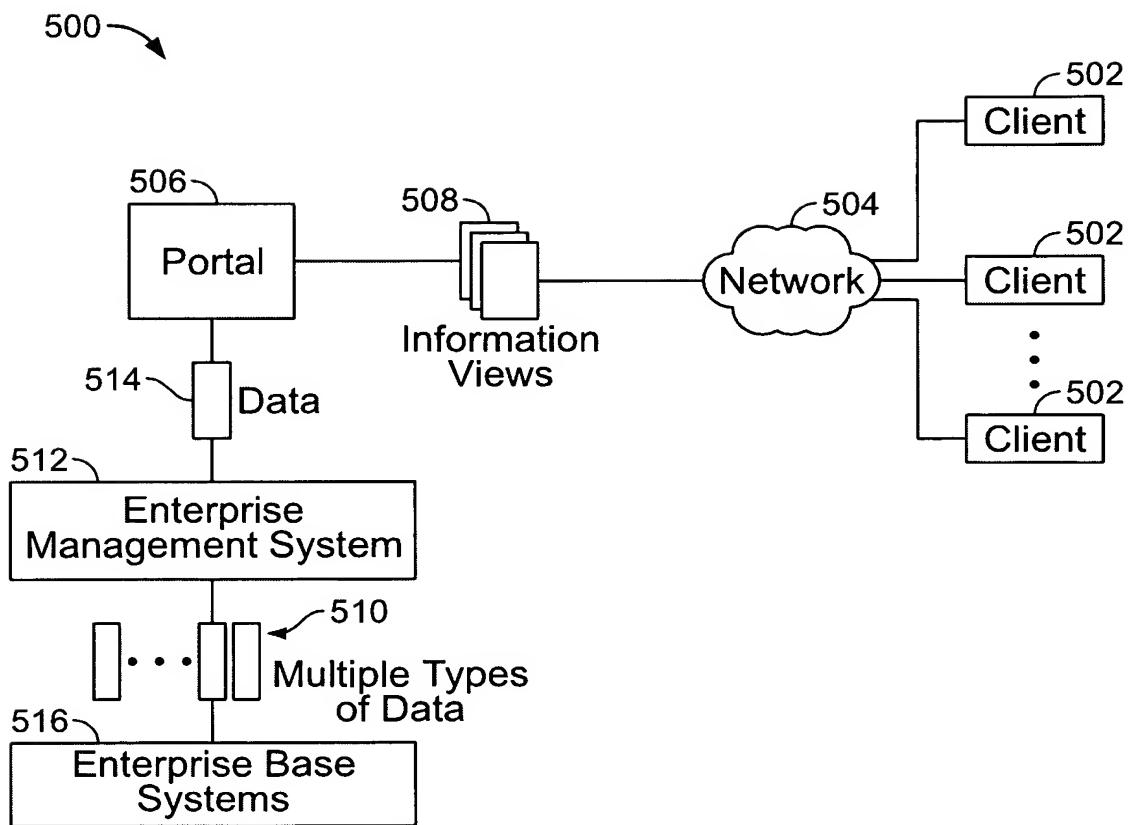 500
502
Client
506
Portal
508
Information
Views
504
Network
502
Client
502
Client
514
Data
512
Enterprise
Management System
510
Multiple Types
of Data
516
Enterprise Base
Systems